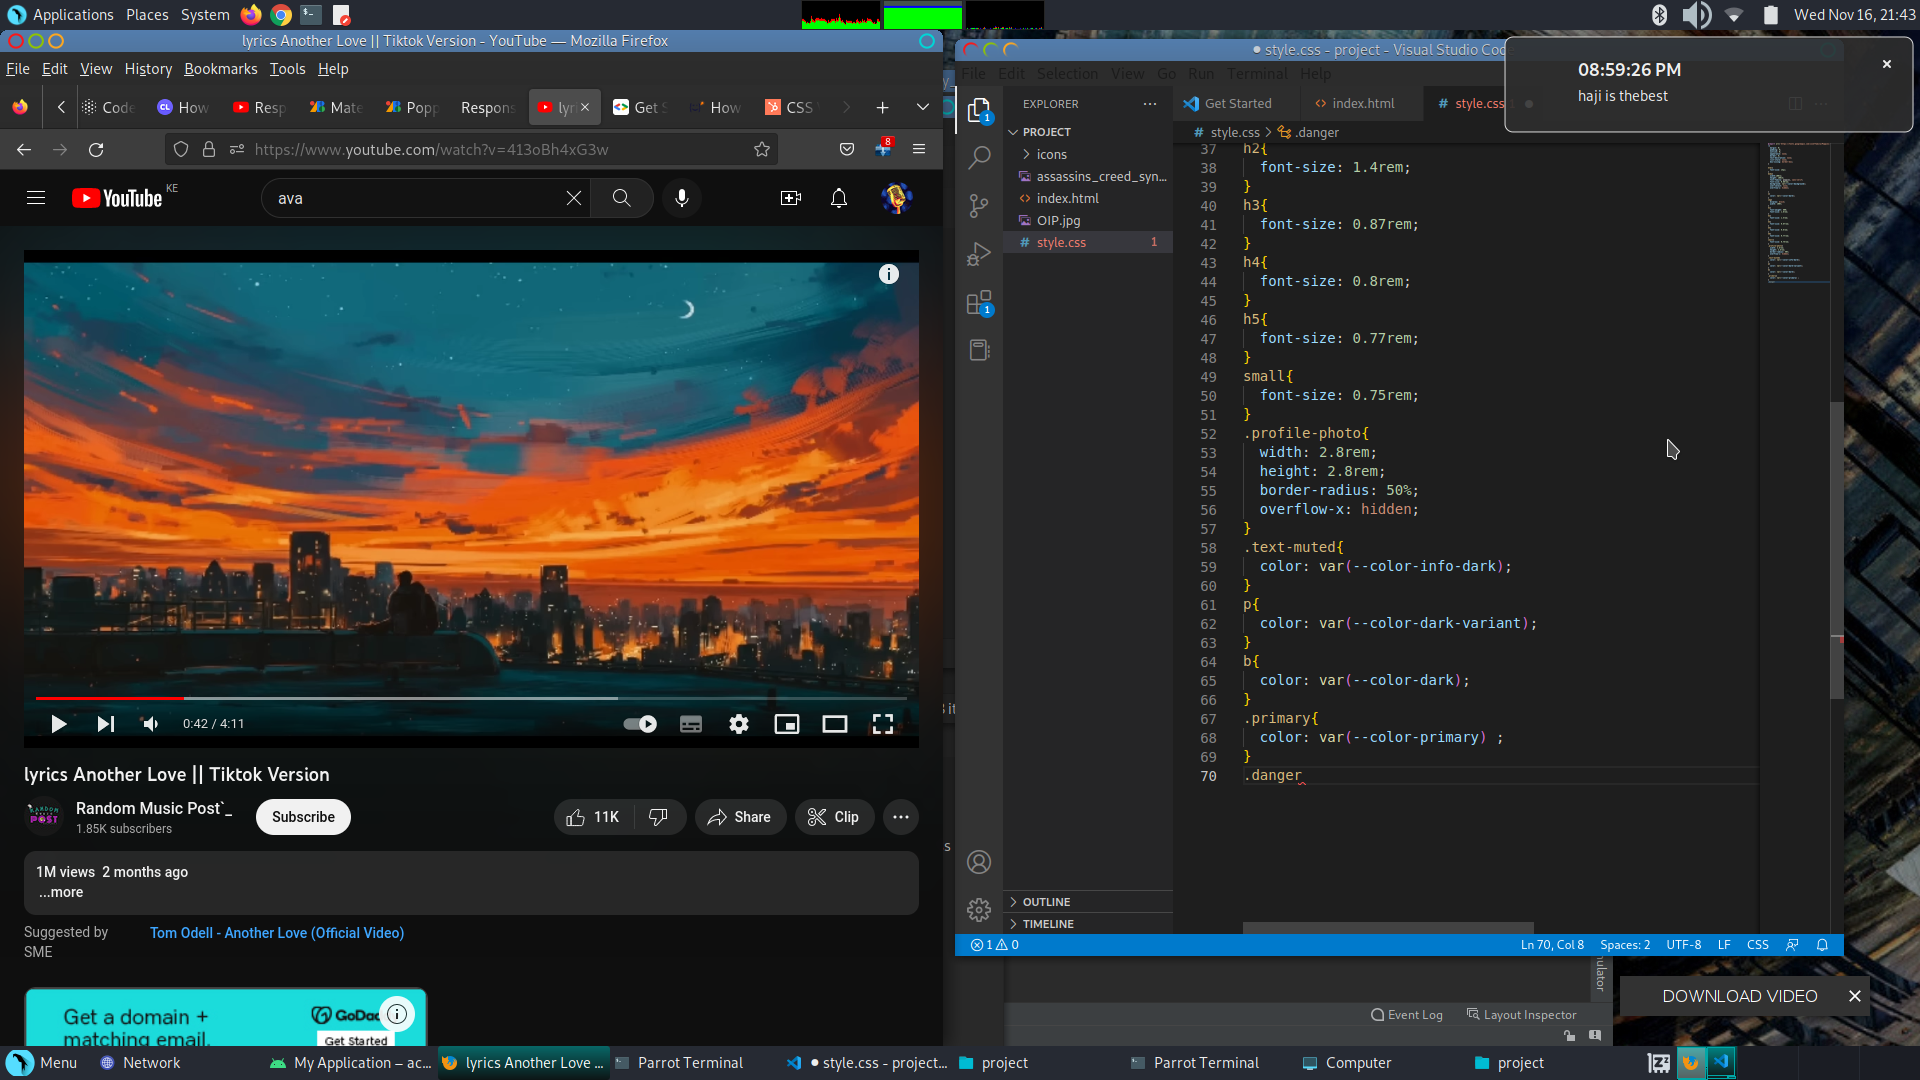 Applications Places System
Wed Nov 16, 21:43
lyrics Another Love || Tiktok Version - YouTube — Mozilla Firefox
File Edit View History Bookmarks Tools Help
Code
CL How
Resp
Mate
Popp
Respons
lyri
Get S
How
CSS
https://www.youtube.com/watch?v=413oBh4xG3w
8
YouTube KE
ava
0:42 / 4:11
lyrics Another Love || Tiktok Version
RANDOM MUSIC POST
Random Music Post`_
1.85K subscribers
Subscribe
11K
Share
Clip
1M views 2 months ago
...more
Suggested by SME
Tom Odell - Another Love (Official Video)
Get a domain +
matching email.
GoDad
Get Started
style.css - project - Visual Studio Code
File Edit Selection View Go Run Terminal Help
08:59:26 PM
haji is thebest
EXPLORER
Get Started
index.html
style.css 1
style.css > .danger
PROJECT
icons
assassins_creed_syn...
index.html
OIP.jpg
style.css 1
1
1
37 h2{
38 font-size: 1.4rem;
39 }
40 h3{
41 font-size: 0.87rem;
42 }
43 h4{
44 font-size: 0.8rem;
45 }
46 h5{
47 font-size: 0.77rem;
48 }
49 small{
50 font-size: 0.75rem;
51 }
52 .profile-photo{
53 width: 2.8rem;
54 height: 2.8rem;
55 border-radius: 50%;
56 overflow-x: hidden;
57 }
58 .text-muted{
59 color: var(--color-info-dark);
60 }
61 p{
62 color: var(--color-dark-variant);
63 }
64 b{
65 color: var(--color-dark);
66 }
67 .primary{
68 color: var(--color-primary) ;
69 }
70 .danger
OUTLINE
TIMELINE
1 0
Ln 70, Col 8 Spaces: 2 UTF-8 LF CSS
ulator
DOWNLOAD VIDEO
Event Log Layout Inspector
Menu
Network
My Application – ac...
lyrics Another Love ...
Parrot Terminal
style.css - project...
project
Parrot Terminal
Computer
project